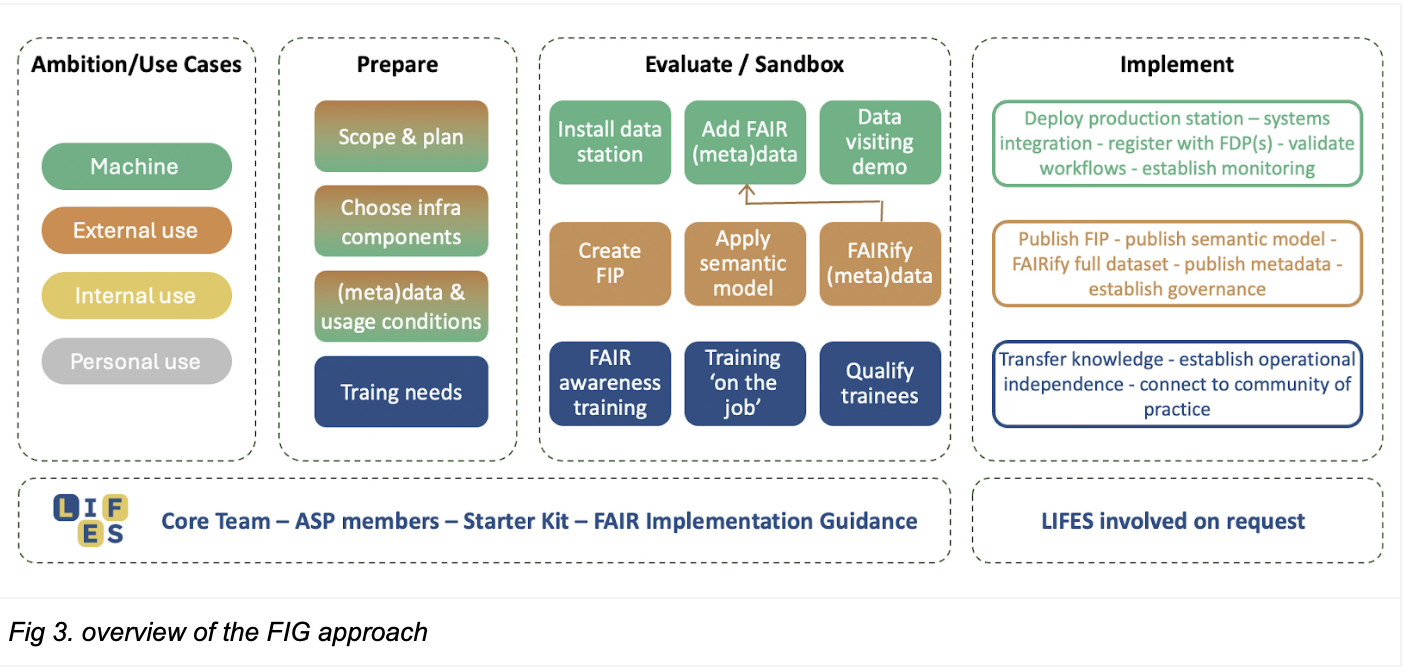 Ambition/Use Cases
Machine
External use
Internal use
Personal use
Prepare
Scope & plan
Choose infra
components
(meta)data &
usage conditions
Traing needs
Evaluate / Sandbox
Install data
station
Add FAIR
(meta)data
Data
visiting
demo
Create
FIP
Apply
semantic
model
FAIRify
(meta)data
FAIR
awareness
training
Training
‘on the
job’
Qualify
trainees
Implement
Deploy production station – systems
integration - register with FDP(s) - validate
workflows - establish monitoring
Publish FIP - publish semantic model -
FAIRify full dataset - publish metadata -
establish governance
Transfer knowledge - establish operational
independence - connect to community of
practice
LIF
ES
Core Team – ASP members – Starter Kit – FAIR Implementation Guidance
LIFES involved on request
Fig 3. overview of the FIG approach